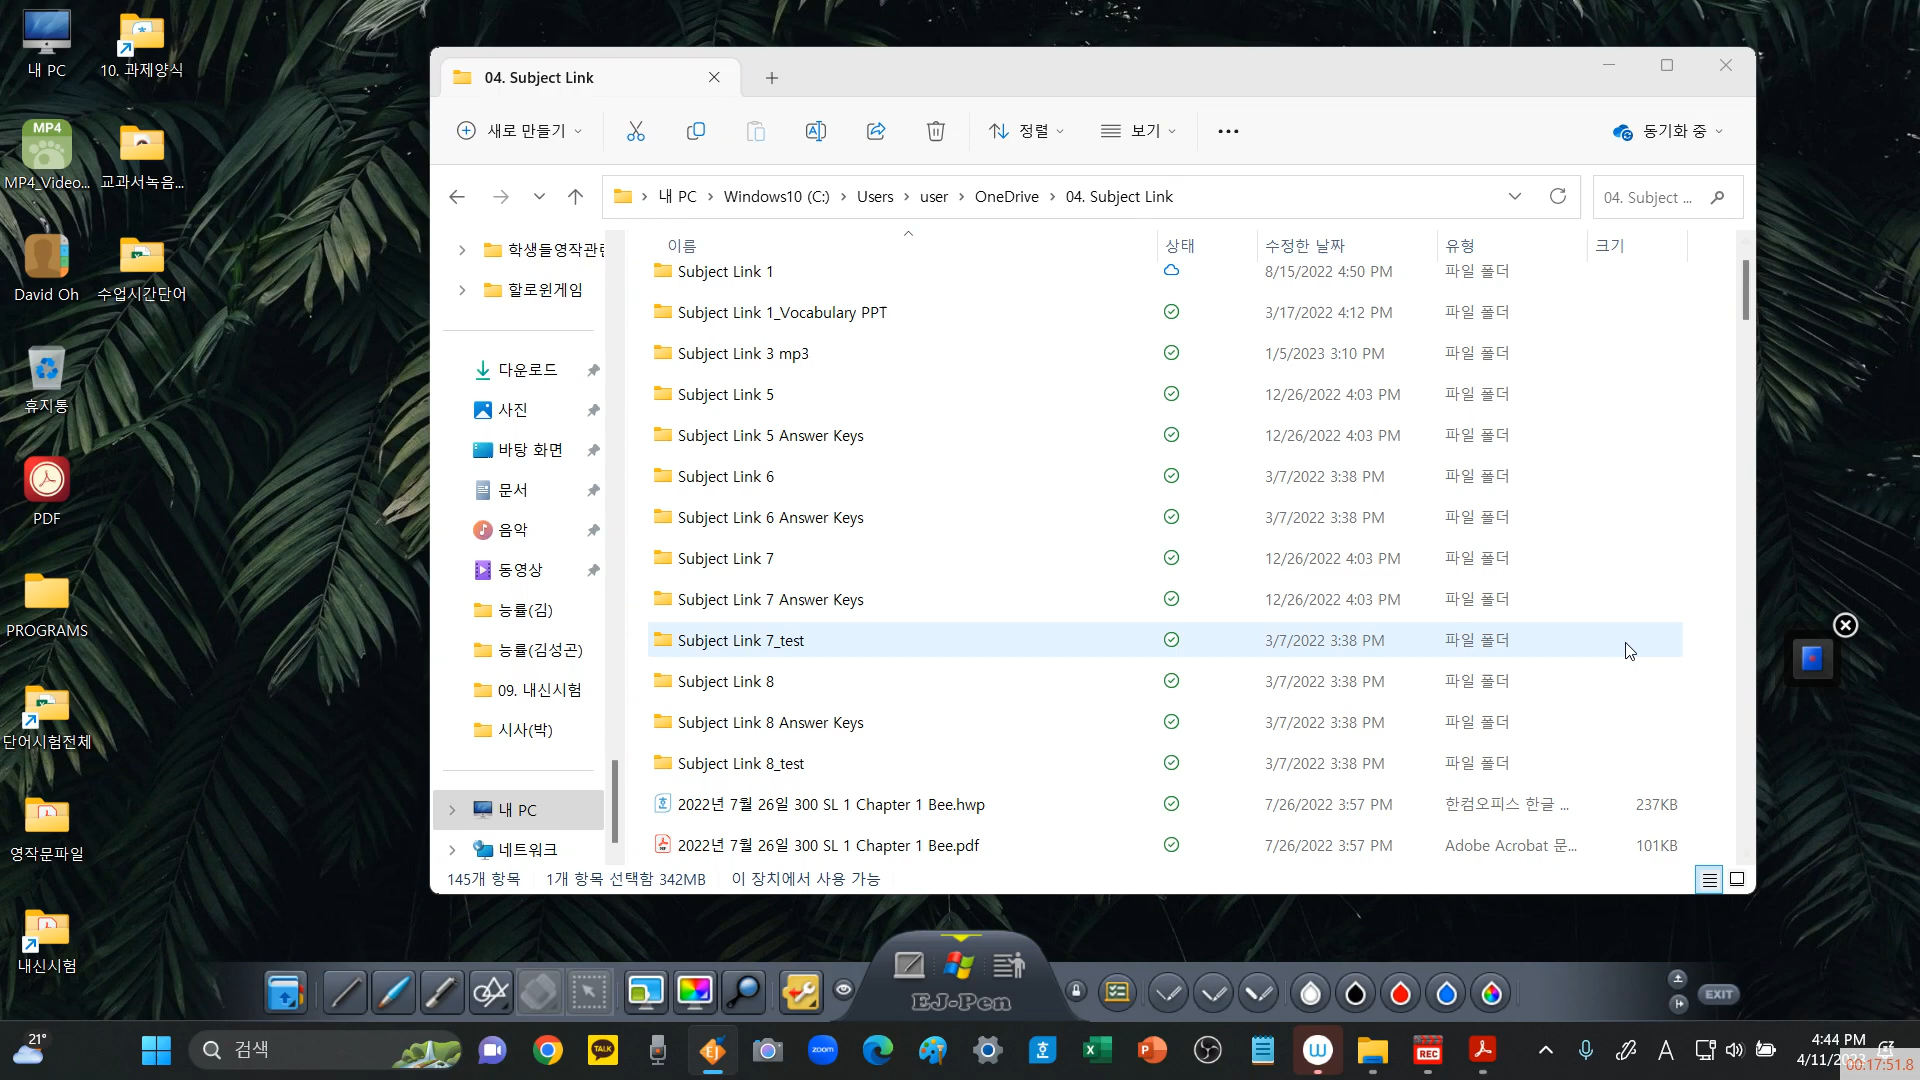 내 PC
10. 과제양식
MP4
MP4_Video...
교과서녹음...
David Oh
수업시간단어
휴지통
PDF
PROGRAMS
단어시험전체
영작문파일
내신시험
04. Subject Link
새로 만들기
정렬
보기
동기화 중
내 PC
Windows10 (C:)
Users
user
OneDrive
04. Subject Link
04. Subject ...
학생들영작관련
할로윈게임
다운로드
사진
바탕 화면
문서
음악
동영상
능률(김)
능률(김성곤)
09. 내신시험
시사(박)
내 PC
네트워크
이름 상태 수정한 날짜 유형 크기
Subject Link 1 8/15/2022 4:50 PM 파일 폴더
Subject Link 1_Vocabulary PPT 3/17/2022 4:12 PM 파일 폴더
Subject Link 3 mp3 1/5/2023 3:10 PM 파일 폴더
Subject Link 5 12/26/2022 4:03 PM 파일 폴더
Subject Link 5 Answer Keys 12/26/2022 4:03 PM 파일 폴더
Subject Link 6 3/7/2022 3:38 PM 파일 폴더
Subject Link 6 Answer Keys 3/7/2022 3:38 PM 파일 폴더
Subject Link 7 12/26/2022 4:03 PM 파일 폴더
Subject Link 7 Answer Keys 12/26/2022 4:03 PM 파일 폴더
Subject Link 7_test 3/7/2022 3:38 PM 파일 폴더
Subject Link 8 3/7/2022 3:38 PM 파일 폴더
Subject Link 8 Answer Keys 3/7/2022 3:38 PM 파일 폴더
Subject Link 8_test 3/7/2022 3:38 PM 파일 폴더
2022년 7월 26일 300 SL 1 Chapter 1 Bee.hwp 7/26/2022 3:57 PM 한컴오피스 한글 ... 237KB
2022년 7월 26일 300 SL 1 Chapter 1 Bee.pdf 7/26/2022 3:57 PM Adobe Acrobat 문... 101KB
145개 항목 1개 항목 선택함 342MB 이 장치에서 사용 가능
EJ-Pen
EXIT
21°
검색
TALK
EJ
zoom
REC
A
4:44 PM
4/11/2023
00:17:51.8